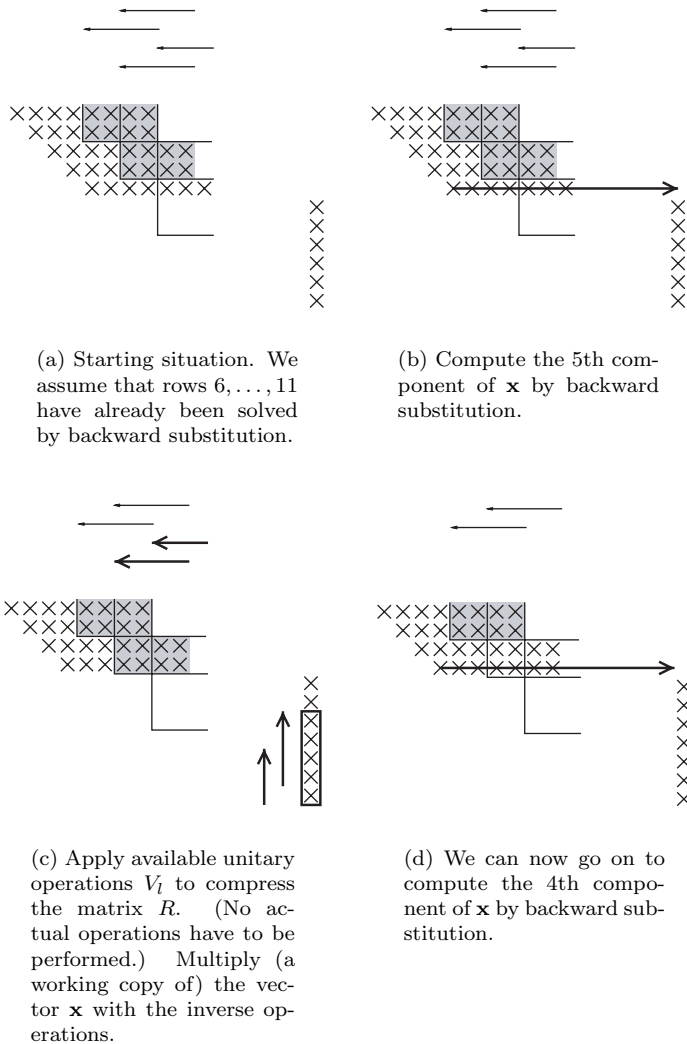 (a) Starting situation. We
assume that rows 6, . . . , 11
have already been solved
by backward substitution.
(b) Compute the 5th com-
ponent of x by backward
substitution.
(c) Apply available unitary
operations Vl to compress
the matrix R. (No ac-
tual operations have to be
performed.) Multiply (a
working copy of) the vec-
tor x with the inverse op-
erations.
(d) We can now go on to
compute the 4th compo-
nent of x by backward sub-
stitution.